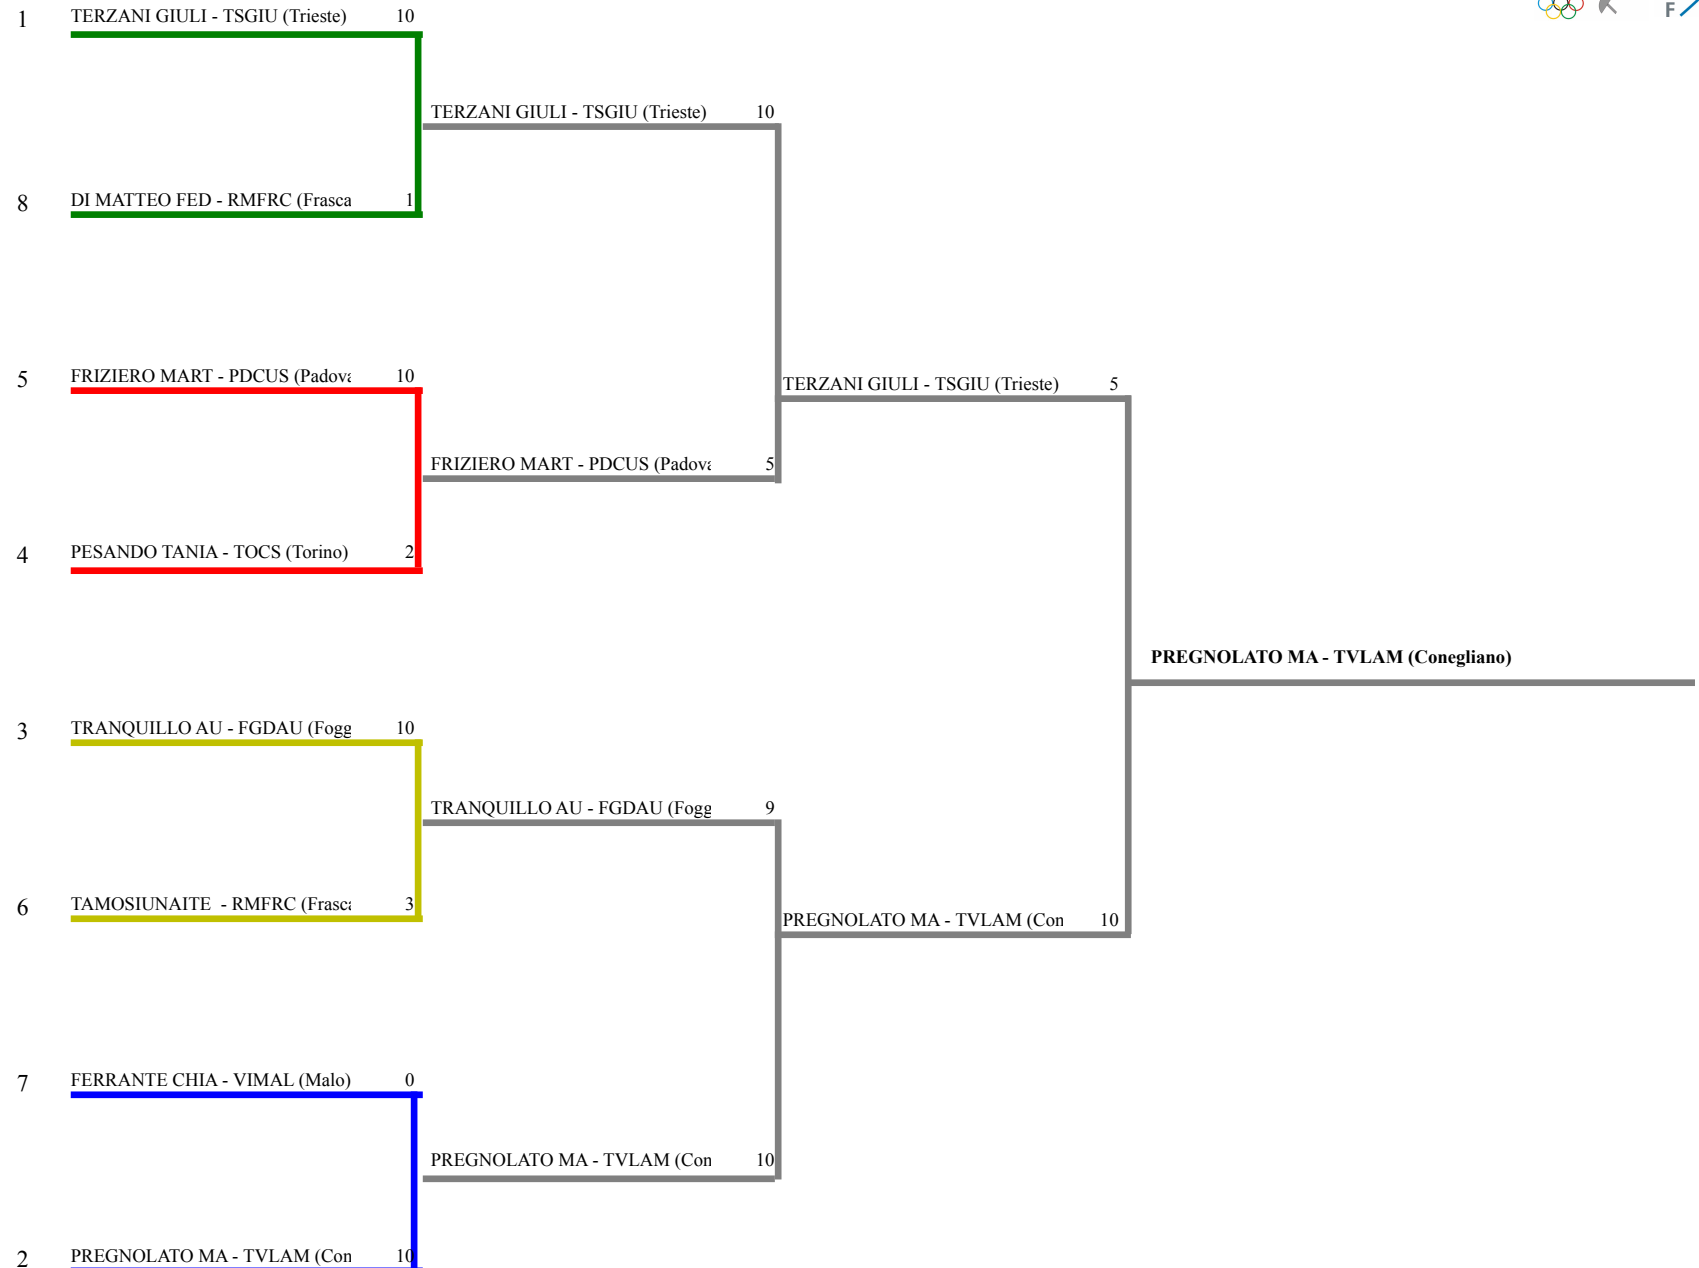 1 TERZANI GIULI - TSGIU (Trieste) 10
F
TERZANI GIULI - TSGIU (Trieste) 10
8 DI MATTEO FED - RMFRC (Frasca 1
5 FRIZIERO MART - PDCUS (Padova 10
TERZANI GIULI - TSGIU (Trieste) 5
FRIZIERO MART - PDCUS (Padova 5
4 PESANDO TANIA - TOCS (Torino) 2
PREGNOLATO MA - TVLAM (Conegliano)
3 TRANQUILLO AU - FGDAU (Fogg 10
TRANQUILLO AU - FGDAU (Fogg 9
6 TAMOSIUNAITE - RMFRC (Frasca 3
PREGNOLATO MA - TVLAM (Con 10
7 FERRANTE CHIA - VIMAL (Malo) 0
PREGNOLATO MA - TVLAM (Con 10
2 PREGNOLATO MA - TVLAM (Con 10